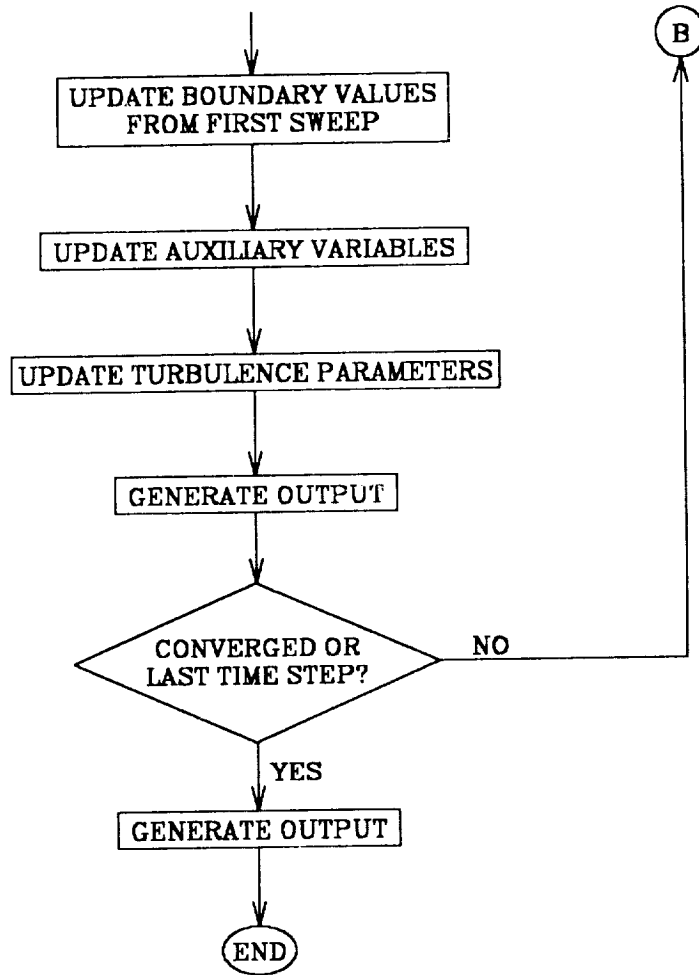 B
UPDATE BOUNDARY VALUES
FROM FIRST SWEEP
UPDATE AUXILIARY VARIABLES
UPDATE TURBULENCE PARAMETERS
GENERATE OUTPUT
CONVERGED OR
LAST TIME STEP?
NO
YES
GENERATE OUTPUT
END